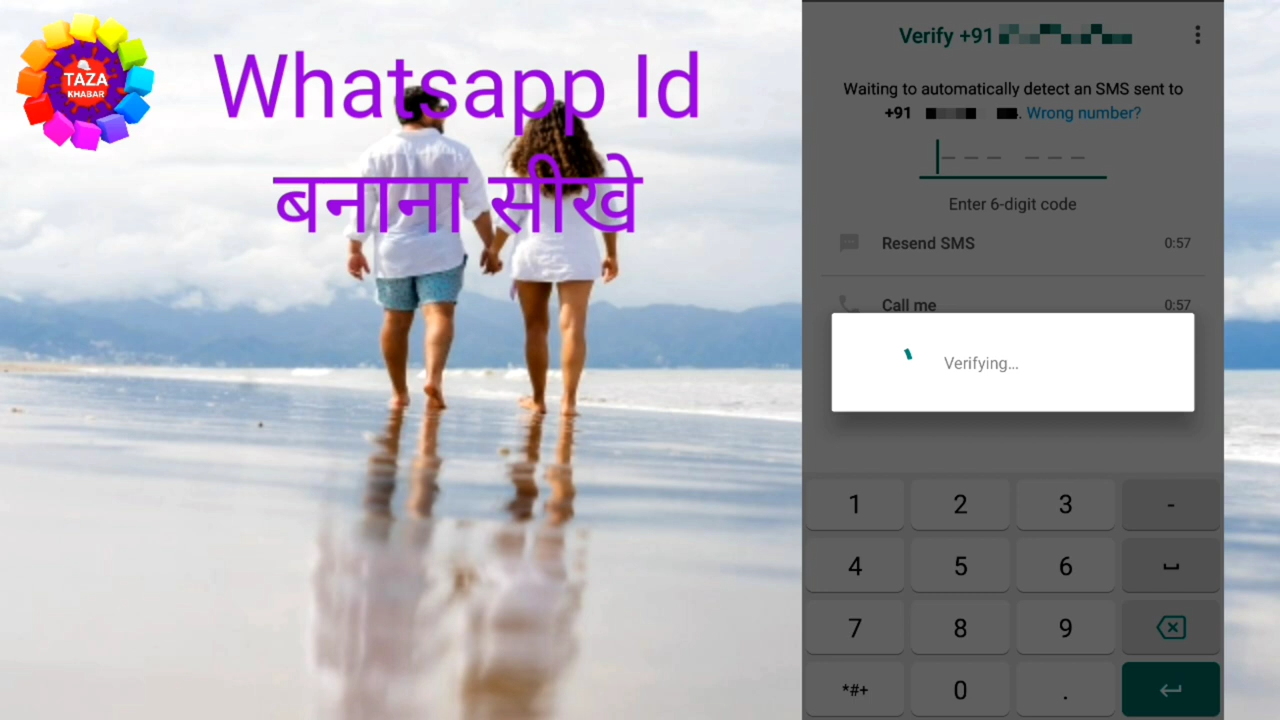 TAZA
KHABAR
Whatsapp Id
बनाना सीखे
Verify +91
Waiting to automatically detect an SMS sent to
+91 . Wrong number?
Enter 6-digit code
Resend SMS 0:57
Call me 0:57
Verifying...
1 2 3 -
4 5 6
7 8 9
*#+ 0 .